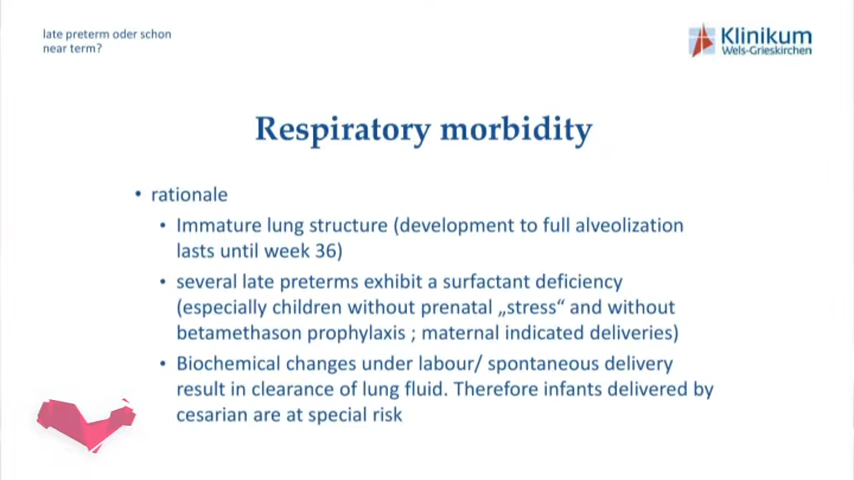 late preterm oder schon
near term?
Klinikum
Wels-Grieskirchen
Respiratory morbidity
• rationale
• Immature lung structure (development to full alveolization
lasts until week 36)
• several late preterms exhibit a surfactant deficiency
(especially children without prenatal „stress“ and without
betamethason prophylaxis ; maternal indicated deliveries)
• Biochemical changes under labour/ spontaneous delivery
result in clearance of lung fluid. Therefore infants delivered by
cesarian are at special risk